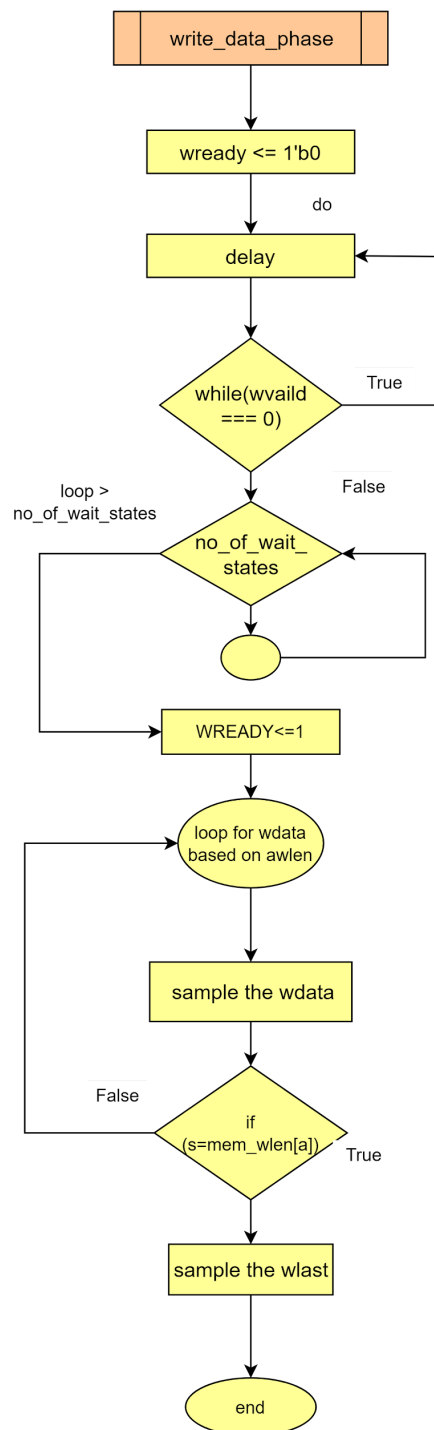 write_data_phase
wready <= 1'b0
do
delay
while(wvaild
=== 0)
True
False
loop >
no_of_wait_states
no_of_wait_
states
WREADY<=1
loop for wdata
based on awlen
sample the wdata
if
(s=mem_wlen[a])
False
True
sample the wlast
end